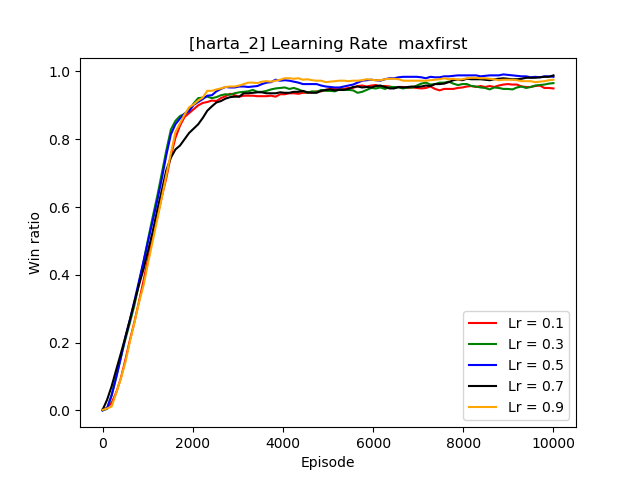 [harta_2] Learning Rate  maxfirst
Win ratio
1.0
0.8
0.6
0.4
0.2
0.0
0
2000
4000
6000
8000
10000
Episode
Lr = 0.1
Lr = 0.3
Lr = 0.5
Lr = 0.7
Lr = 0.9